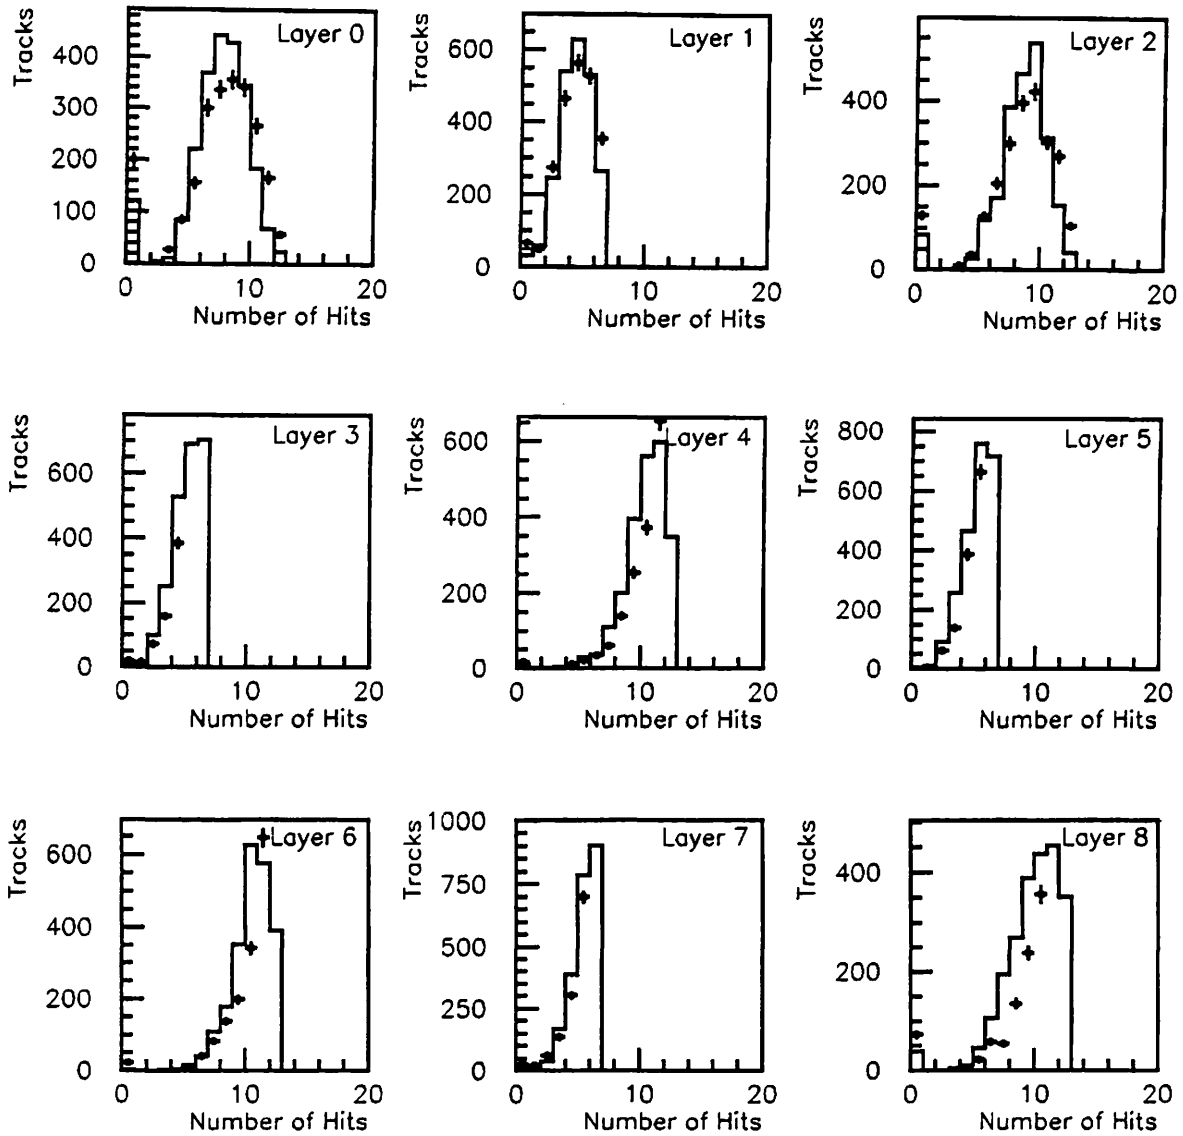 Tracks
400
300
200
100
0
Layer 0
0 10 20
Number of Hits
Tracks
600
400
200
0
Layer 1
0 10 20
Number of Hits
Tracks
400
200
0
Layer 2
0 10 20
Number of Hits
Tracks
600
400
200
0
Layer 3
0 10 20
Number of Hits
Tracks
600
400
200
0
Layer 4
0 10 20
Number of Hits
Tracks
800
600
400
200
0
Layer 5
0 10 20
Number of Hits
Tracks
600
400
200
0
Layer 6
0 10 20
Number of Hits
Tracks
1000
750
500
250
0
Layer 7
0 10 20
Number of Hits
Tracks
400
200
0
Layer 8
0 10 20
Number of Hits